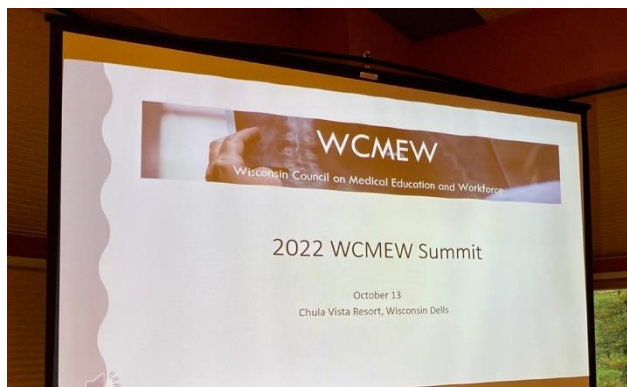 WCMEW
Wisconsin Council on Medical Education and Workforce
2022 WCMEW Summit
October 13
Chula Vista Resort, Wisconsin Dells